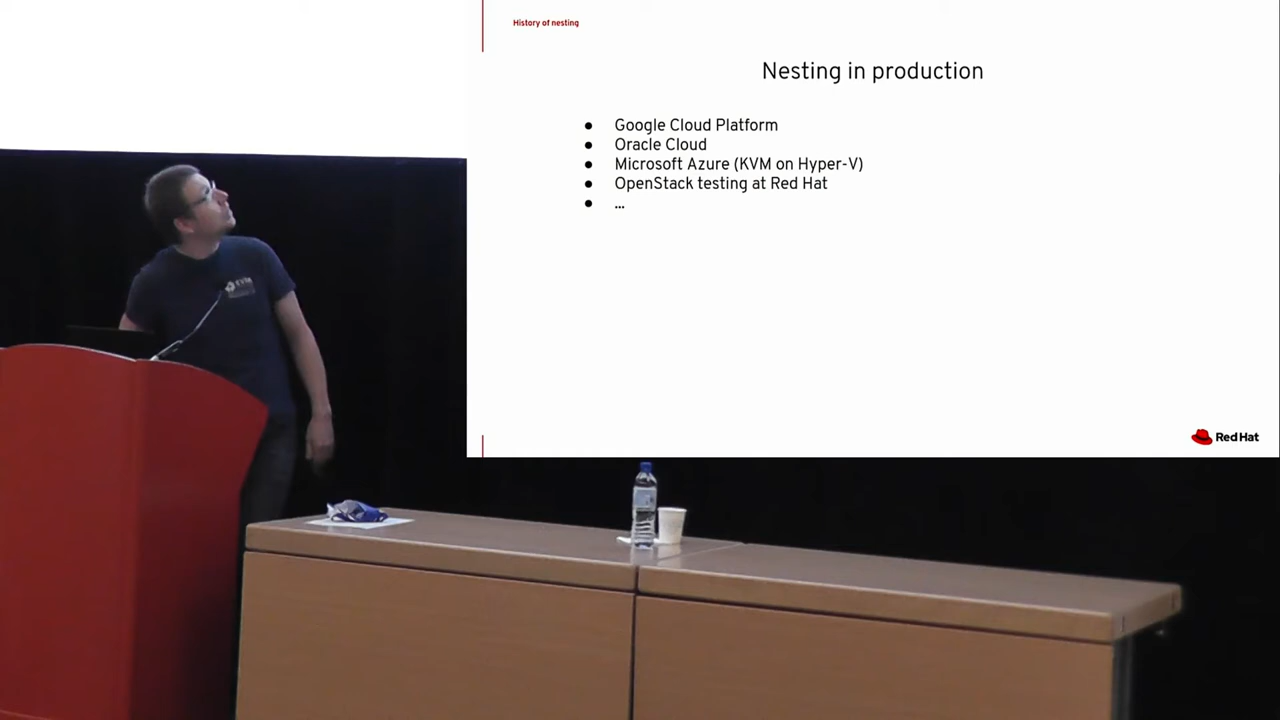 History of nesting
Nesting in production
● Google Cloud Platform
● Oracle Cloud
● Microsoft Azure (KVM on Hyper-V)
● OpenStack testing at Red Hat
● ...
Red Hat
KVM